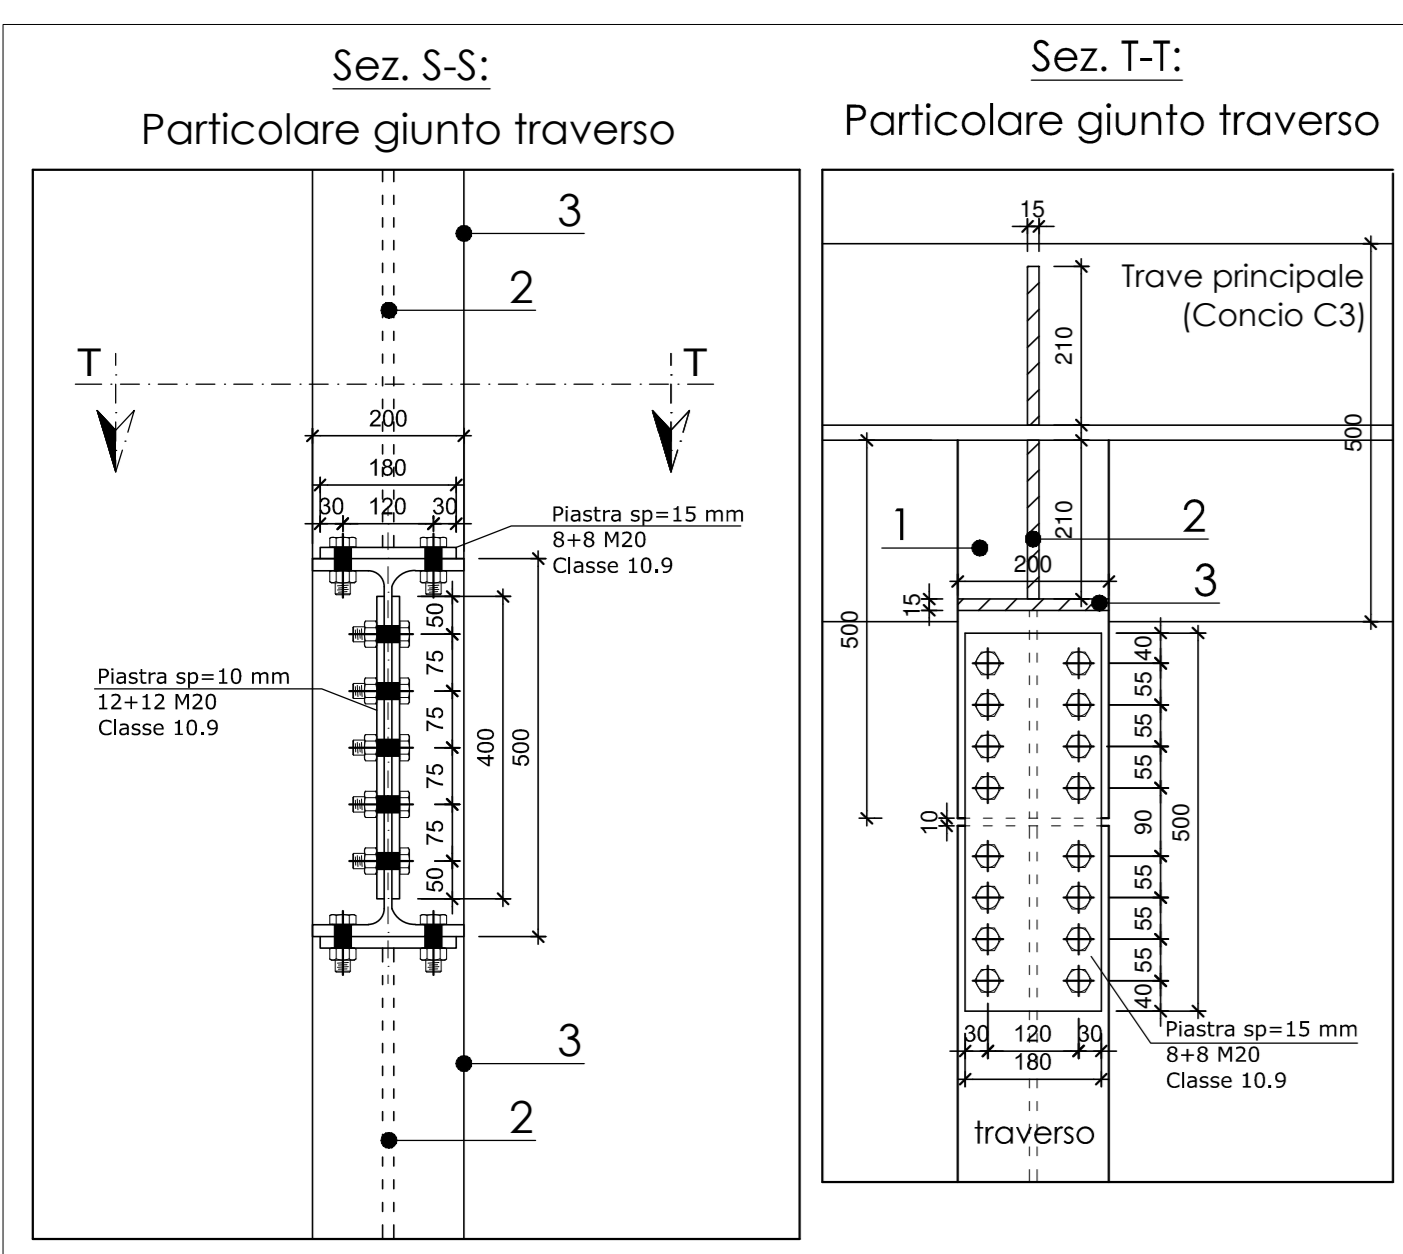 Sez. S-S:
Particolare giunto traverso
3
2
T
T
200
180
30
120
30
Piastra sp=15 mm
8+8 M20
Classe 10.9
50
75
75
75
75
50
400
500
Piastra sp=10 mm
12+12 M20
Classe 10.9
3
2
Sez. T-T:
Particolare giunto traverso
15
Trave principale
(Concio C3)
210
500
1
2
210
200
3
15
500
10
40
55
55
55
90
55
55
55
40
500
30
120
30
180
Piastra sp=15 mm
8+8 M20
Classe 10.9
traverso